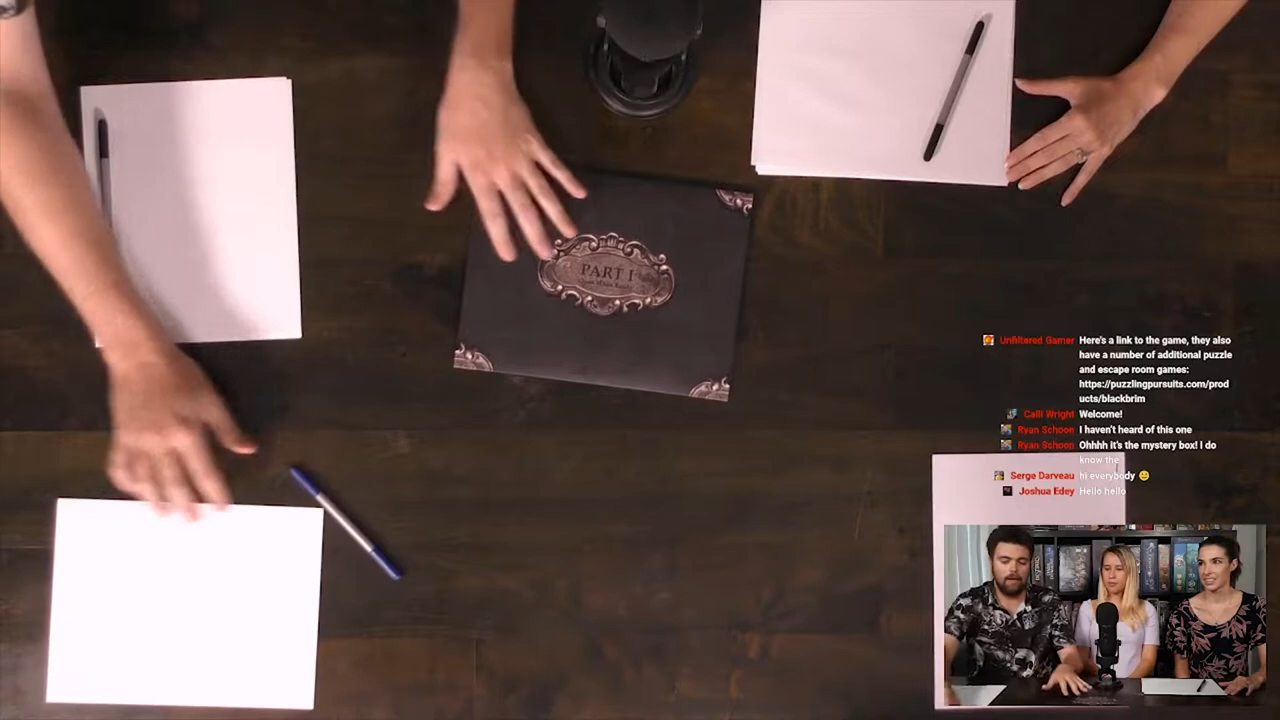 PART I
Unfiltered Gamer Here's a link to the game, they also
have a number of additional puzzle
and escape room games:
https://puzzlingpursuits.com/prod
ucts/blackbrim
Calli Wright Welcome!
Ryan Schoon I haven't heard of this one
Ryan Schoon Ohhhh it's the mystery box! I do
know the
Serge Darveau hi everybody 🙂
Joshua Edey Hello hello